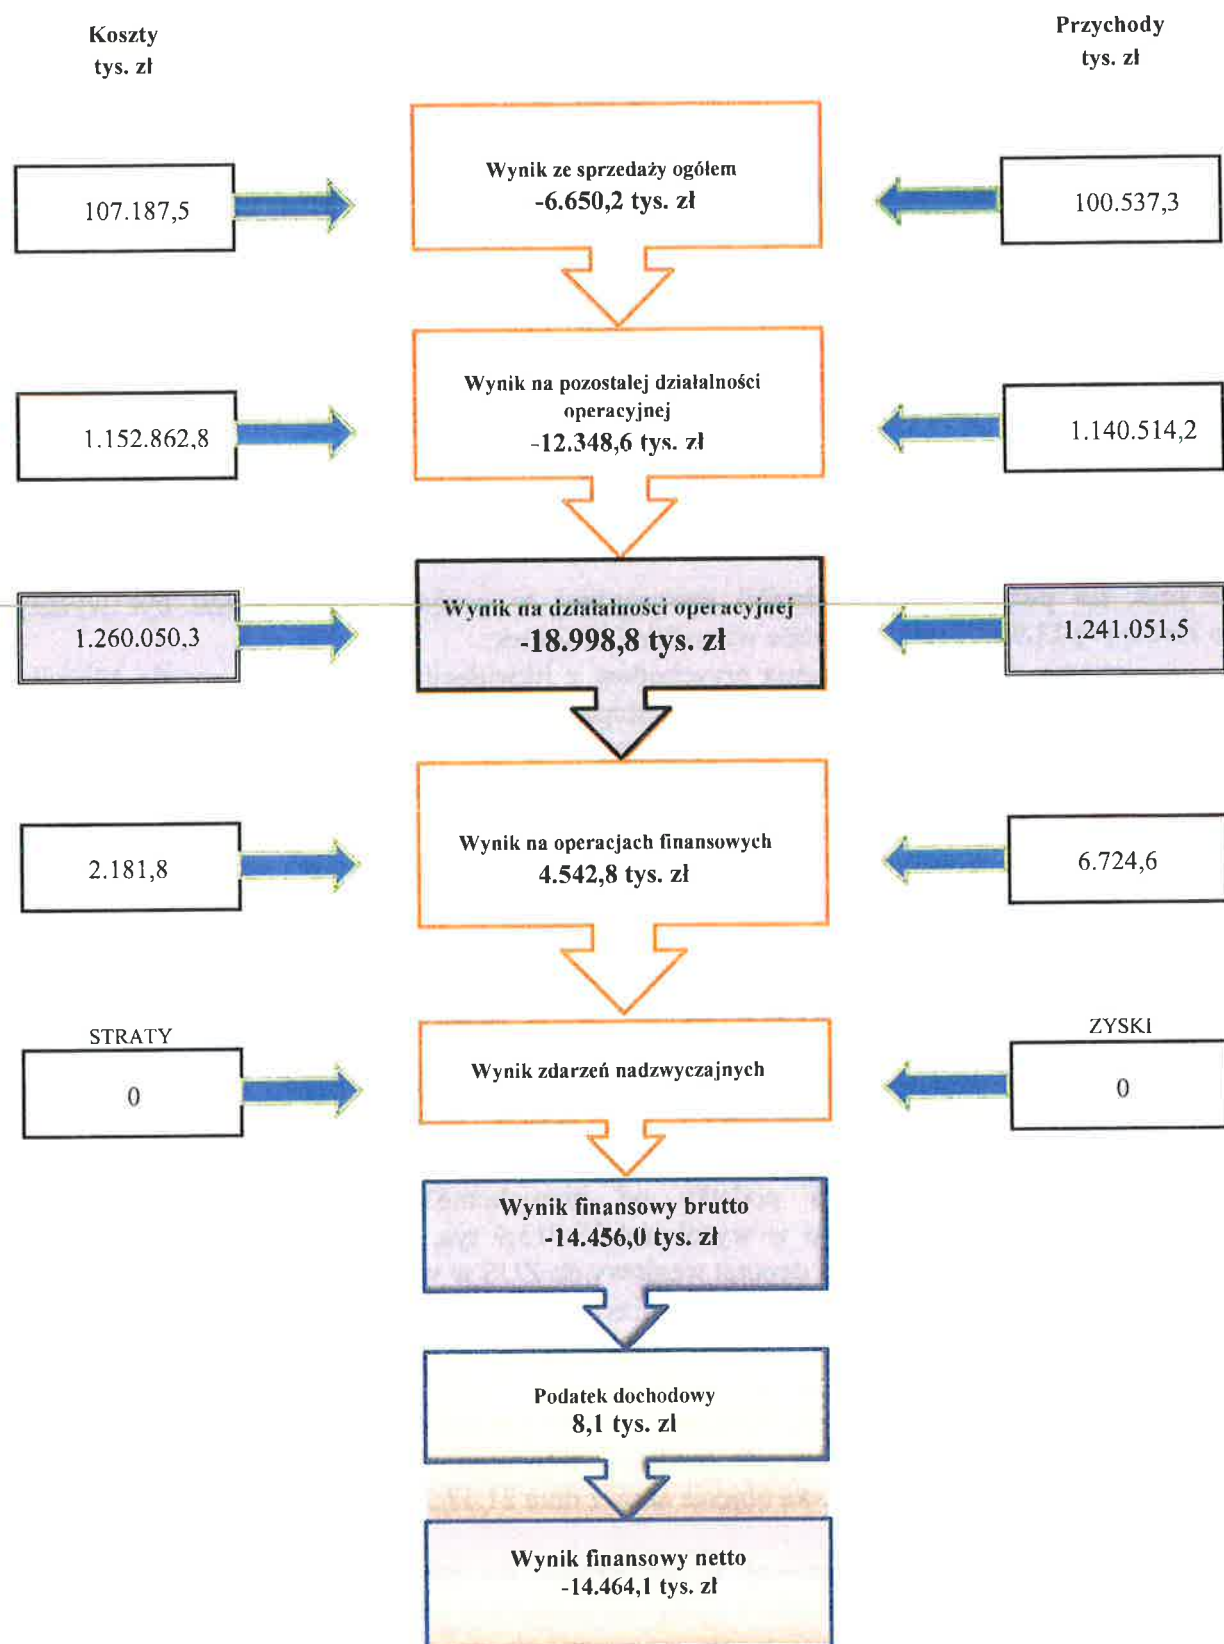 Koszty
tys. zł
Przychody
tys. zł
Wynik ze sprzedaży ogółem
-6.650,2 tys. zł
107.187,5
100.537,3
Wynik na pozostałej działalności
operacyjnej
-12.348,6 tys. zł
1.152.862,8
1.140.514,2
Wynik na działalności operacyjnej
-18.998,8 tys. zł
1.260.050,3
1.241.051,5
Wynik na operacjach finansowych
4.542,8 tys. zł
2.181,8
6.724,6
STRATY
ZYSKI
Wynik zdarzeń nadzwyczajnych
0
0
Wynik finansowy brutto
-14.456,0 tys. zł
Podatek dochodowy
8,1 tys. zł
Wynik finansowy netto
-14.464,1 tys. zł